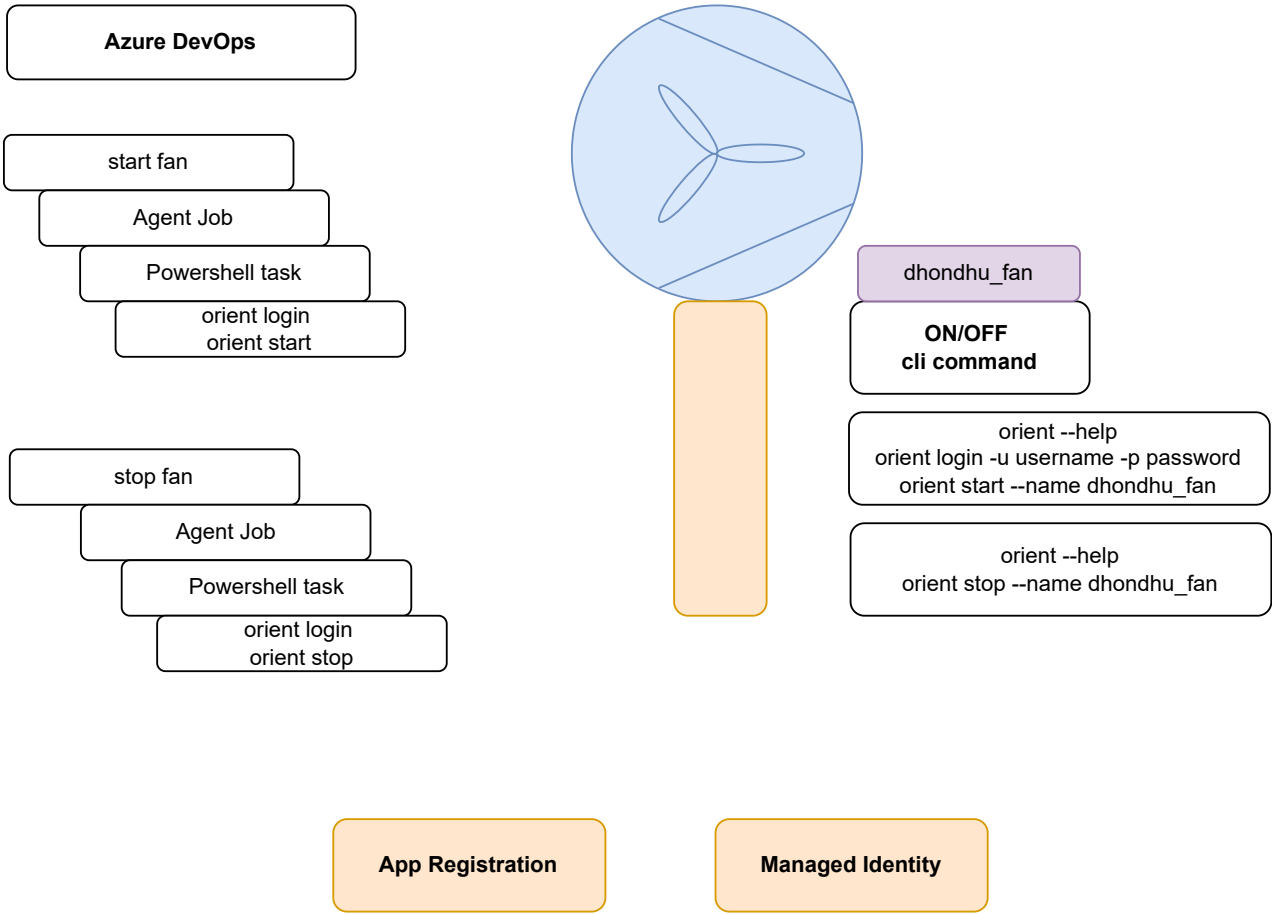 Azure DevOps
start fan
Agent Job
Powershell task
orient login
orient start
stop fan
Agent Job
Powershell task
orient login
orient stop
dhondhu_fan
ON/OFF
cli command
orient --help
orient login -u username -p password
orient start --name dhondhu_fan
orient --help
orient stop --name dhondhu_fan
App Registration
Managed Identity